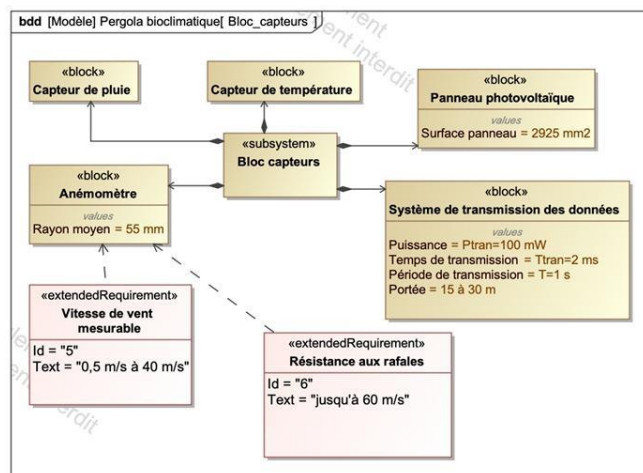 bdd [Modèle] Pergola bioclimatique[ Bloc_capteurs ]
«block»
Capteur de pluie
«block»
Capteur de température
«block»
Panneau photovoltaïque
values
Surface panneau = 2925 mm2
«subsystem»
Bloc capteurs
«block»
Anémomètre
values
Rayon moyen = 55 mm
«block»
Système de transmission des données
values
Puissance = Ptran=100 mW
Temps de transmission = Ttran=2 ms
Période de transmission = T=1 s
Portée = 15 à 30 m
«extendedRequirement»
Vitesse de vent
mesurable
Id = "5"
Text = "0,5 m/s à 40 m/s"
«extendedRequirement»
Résistance aux rafales
Id = "6"
Text = "jusqu'à 60 m/s"
interdit
interdit